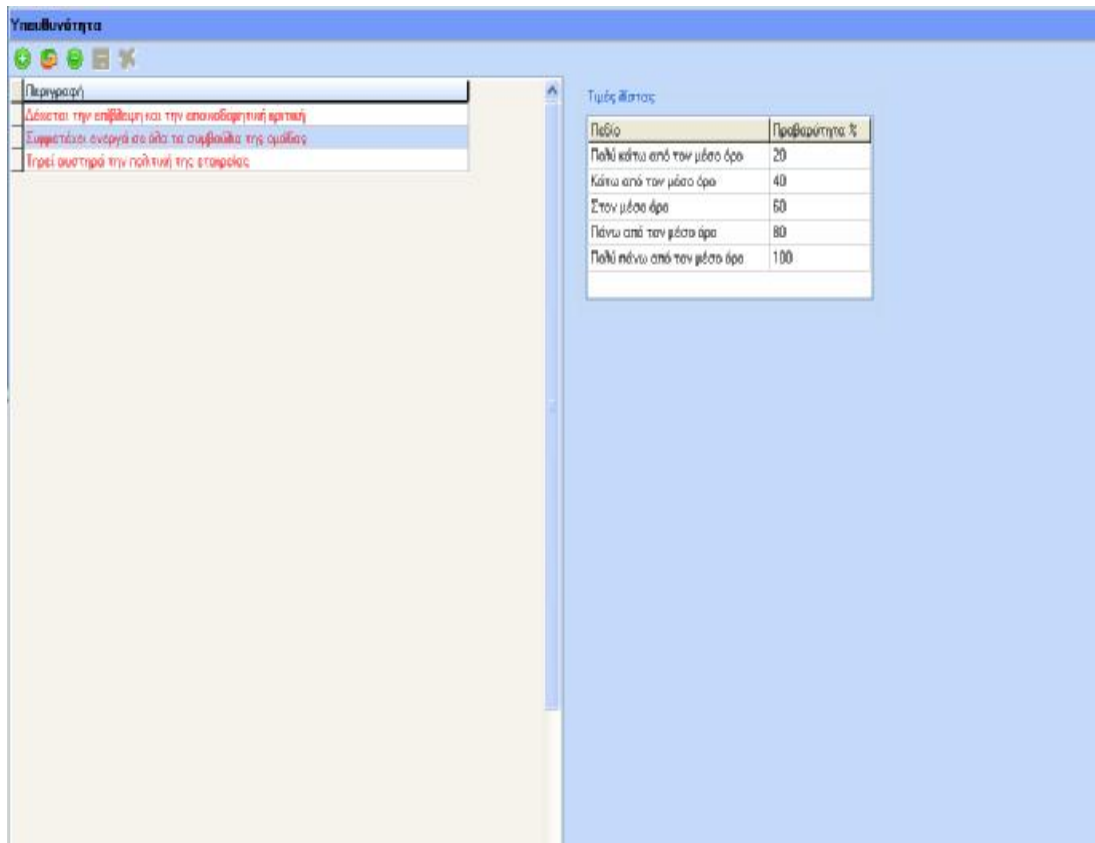 Υπευθυνότητα
Περιγραφή
Δέχεται την επίβλεψη και την εποικοδομητική κριτική
Συμμετέχει ενεργά σε όλα τα συμβούλια της ομάδας
Τηρεί αυστηρά την πολιτική της εταιρείας
Τιμές λίστας
Πεδίο Προβαρύτητα %
Πολύ κάτω από τον μέσο όρο 20
Κάτω από τον μέσο όρο 40
Στον μέσο όρο 60
Πάνω από τον μέσο όρο 80
Πολύ πάνω από τον μέσο όρο 100